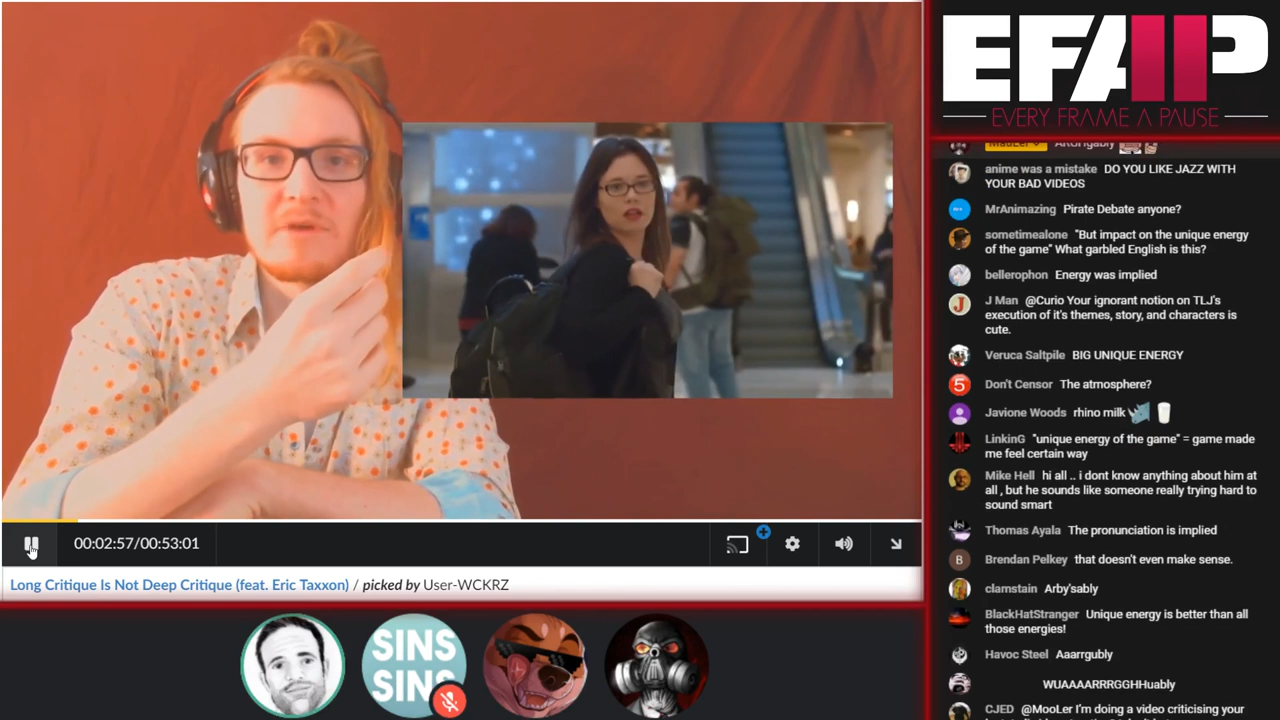 EFAP
EVERY FRAME A PAUSE
anime was a mistake DO YOU LIKE JAZZ WITH
YOUR BAD VIDEOS
MrAnimazing Pirate Debate anyone?
sometimealone "But impact on the unique energy
of the game" What garbled English is this?
bellerophon Energy was implied
J Man @Curio Your ignorant notion on TLJ's
execution of it's themes, story, and characters is
cute.
Veruca Saltpile BIG UNIQUE ENERGY
Don't Censor The atmosphere?
Javione Woods rhino milk
LinkinG "unique energy of the game" = game made
me feel certain way
Mike Hell hi all .. i dont know anything about him at
all , but he sounds like someone really trying hard to
sound smart
Thomas Ayala The pronunciation is implied
B
Brendan Pelkey that doesn't even make sense.
clamstain Arby'sably
BlackHatStranger Unique energy is better than all
those energies!
Havoc Steel Aaarrgubly
WUAAAARRRGGHHuably
CJED @MooLer I'm doing a video criticising your
00:02:57/00:53:01
Long Critique Is Not Deep Critique (feat. Eric Taxxon) / picked by User-WCKRZ
SINS
SINS